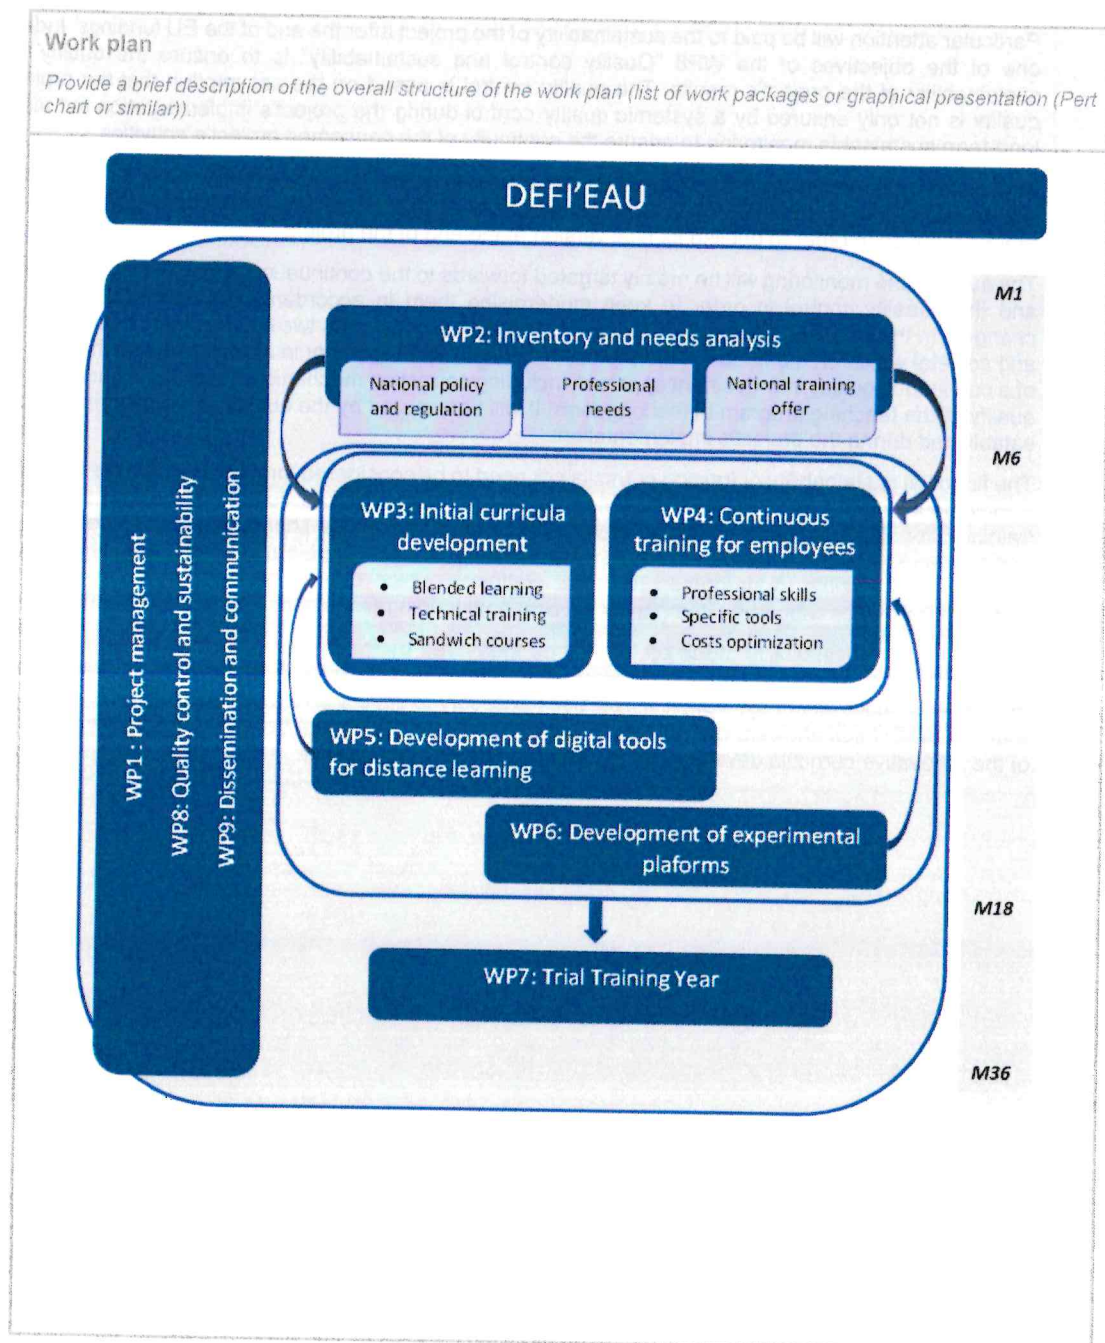 Work plan
Provide a brief description of the overall structure of the work plan (list of work packages or graphical presentation (Pert
chart or similar))
DEFI'EAU
M1
WP2: Inventory and needs analysis
National policy
and regulation
Professional
needs
National training
offer
M6
WP3: Initial curricula
development
• Blended learning
• Technical training
• Sandwich courses
WP4: Continuous
training for employees
• Professional skills
• Specific tools
• Costs optimization
WP1 : Project management
WP8: Quality control and sustainability
WP9: Dissemination and communication
WP5: Development of digital tools
for distance learning
WP6: Development of experimental
plaforms
M18
WP7: Trial Training Year
M36